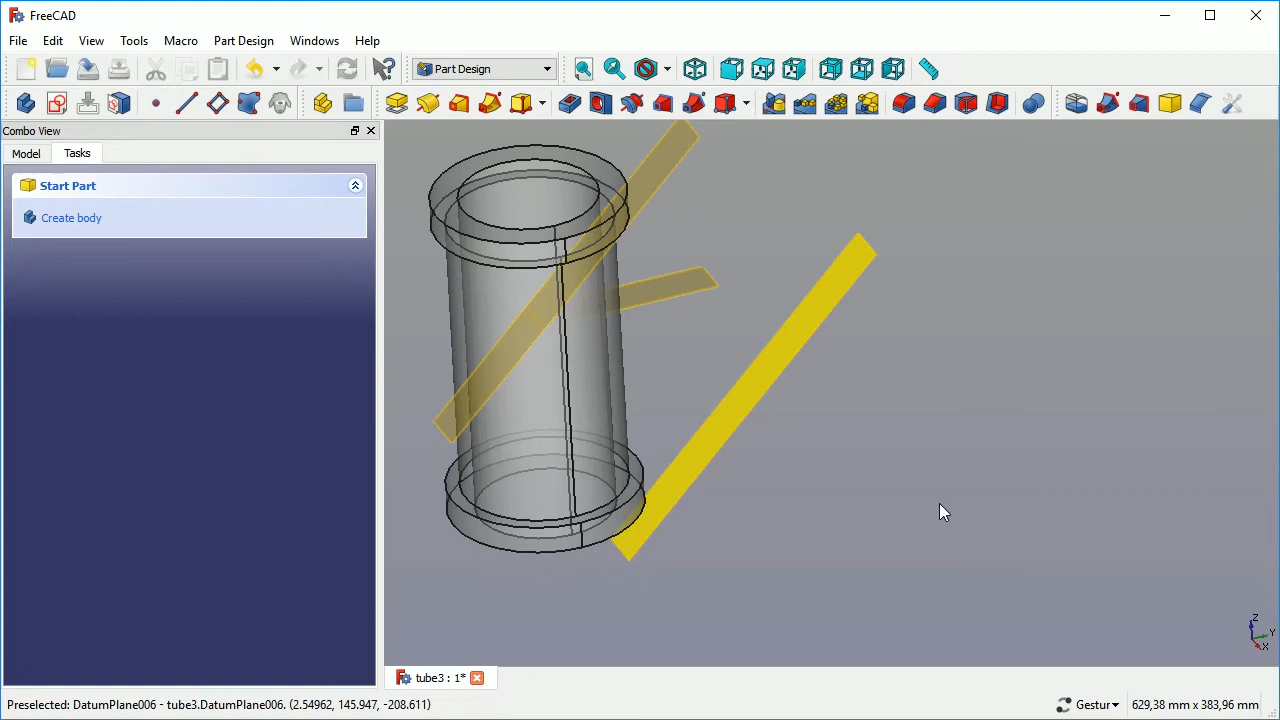 FreeCAD
File Edit View Tools Macro Part Design Windows Help
Part Design
Combo View
Model Tasks
Start Part
Create body
Z
Y
X
tube3 : 1*
Preselected: DatumPlane006 - tube3.DatumPlane006. (2.54962, 145.947, -208.611)
Gestur
629,38 mm x 383,96 mm